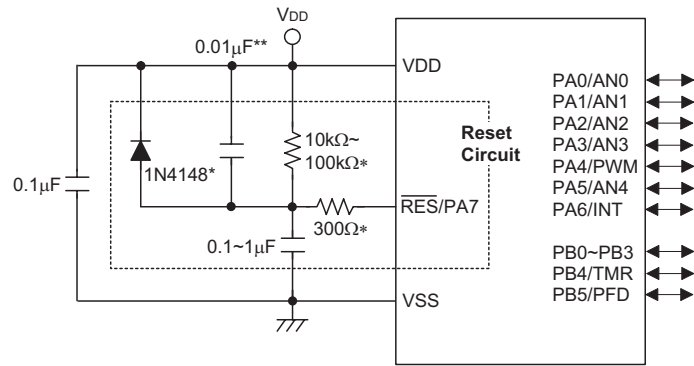 VDD
0.01μF**
VDD
PA0/AN0
PA1/AN1
PA2/AN2
PA3/AN3
PA4/PWM
PA5/AN4
PA6/INT
PB0~PB3
PB4/TMR
PB5/PFD
10kΩ~
100kΩ*
Reset
Circuit
1N4148*
0.1μF
RES/PA7
300Ω*
0.1~1μF
VSS